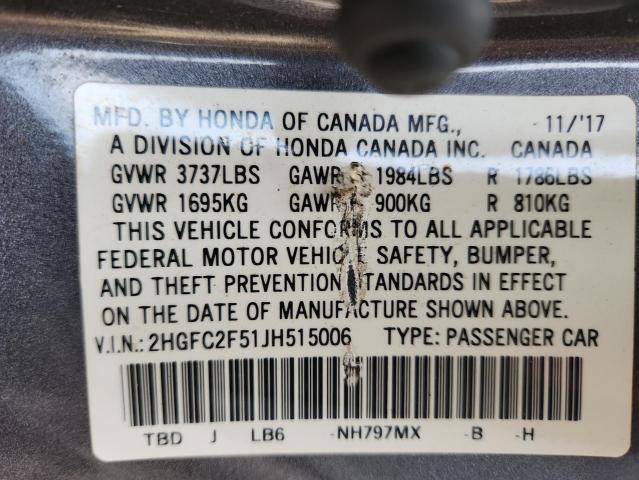 MFD. BY HONDA OF CANADA MFG., 11/'17
A DIVISION OF HONDA CANADA INC. CANADA
GVWR 3737LBS GAWR 1984LBS R 1786LBS
GVWR 1695KG GAWR 900KG R 810KG
THIS VEHICLE CONFORMS TO ALL APPLICABLE
FEDERAL MOTOR VEHICLE SAFETY, BUMPER,
AND THEFT PREVENTION STANDARDS IN EFFECT
ON THE DATE OF MANUFACTURE SHOWN ABOVE.
V.I.N.: 2HGFC2F51JH515006 TYPE: PASSENGER CAR
TBD J LB6 -NH797MX -B -H